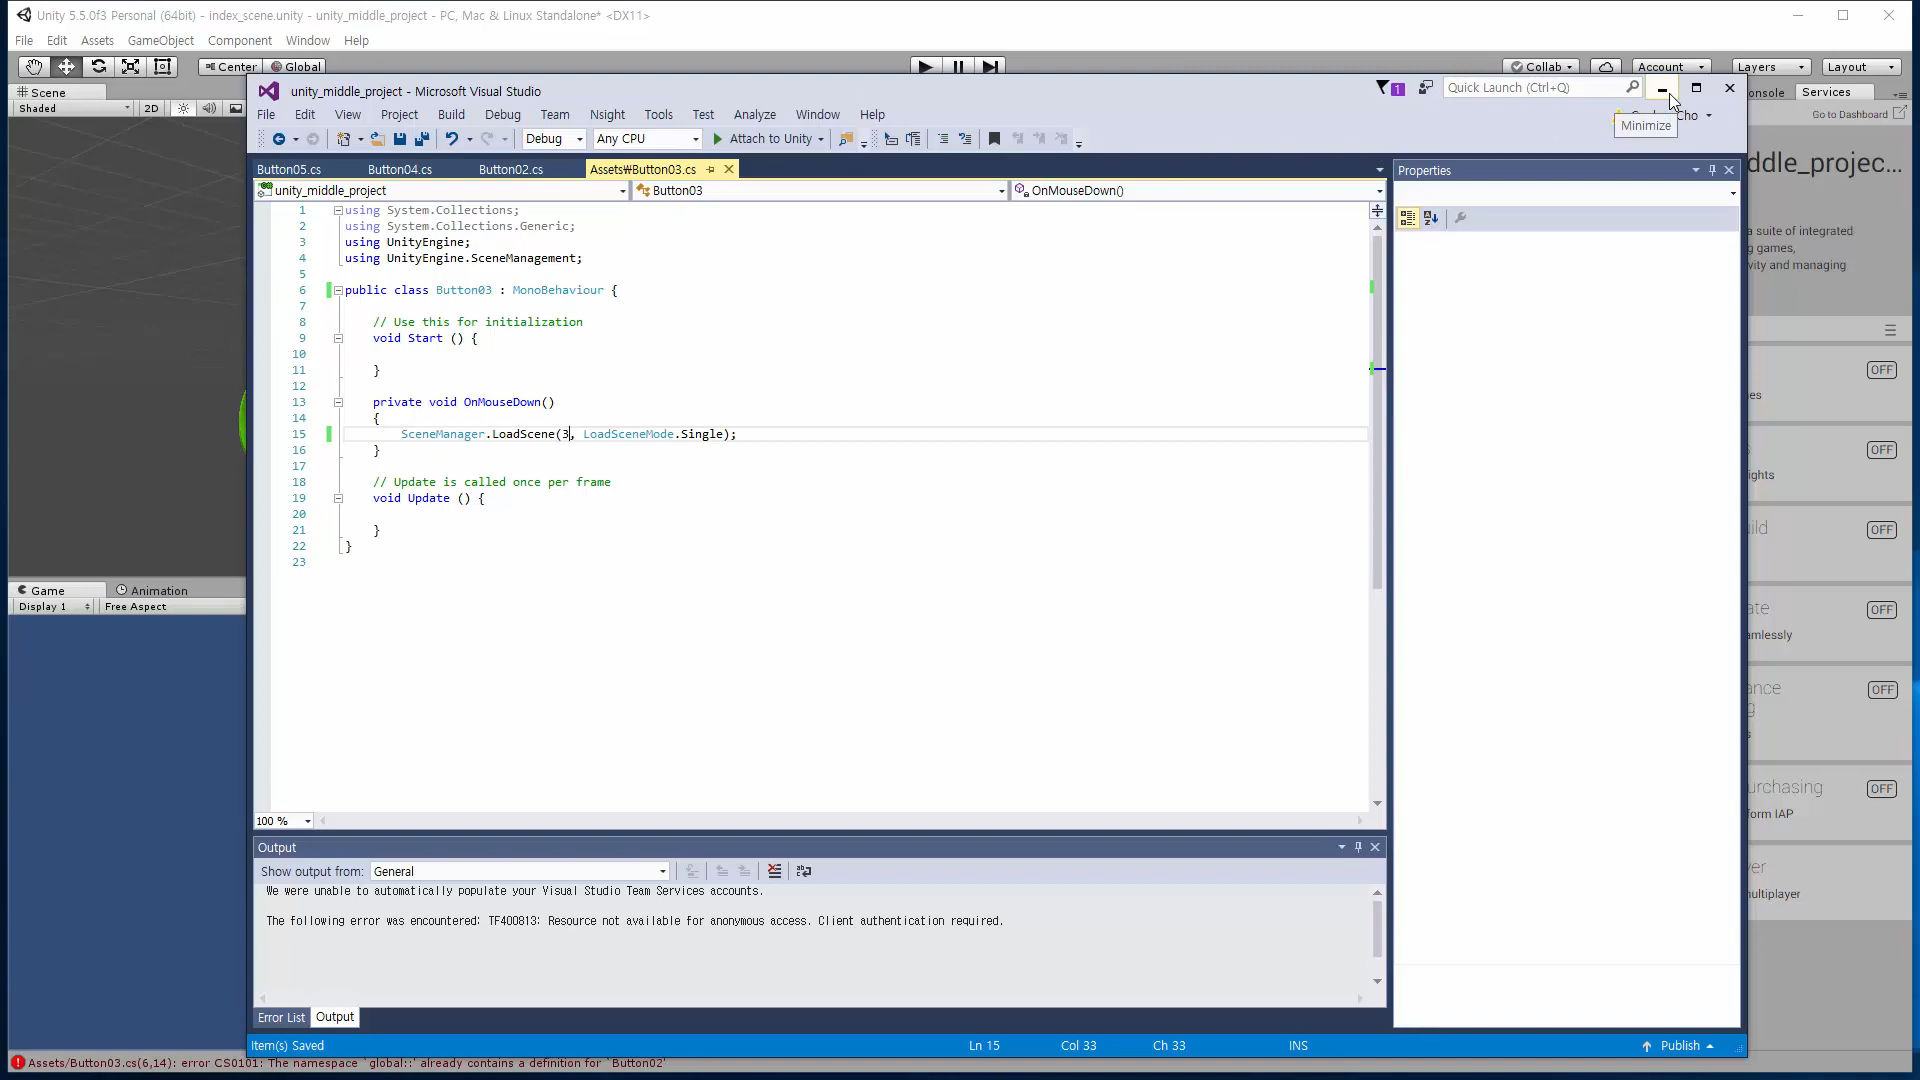 Unity 5.5.0f3 Personal (64bit) - index_scene.unity - unity_middle_project - PC, Mac & Linux Standalone* <DX11>
File Edit Assets GameObject Component Window Help
Center Global Collab Account Layers Layout
Scene
Shaded 2D
unity_middle_project - Microsoft Visual Studio
1
Quick Launch (Ctrl+Q)
Services
Go to Dashboard
File Edit View Project Build Debug Team Nsight Tools Test Analyze Window Help
Cho
Minimize
Debug Any CPU Attach to Unity
Button05.cs Button04.cs Button02.cs Assets₩Button03.cs
Properties
unity_middle_project Button03 OnMouseDown()
1 using System.Collections;
2 using System.Collections.Generic;
3 using UnityEngine;
4 using UnityEngine.SceneManagement;
5
6 public class Button03 : MonoBehaviour {
7
8 // Use this for initialization
9 void Start () {
10
11 }
12
13 private void OnMouseDown()
14 {
15 SceneManager.LoadScene(3, LoadSceneMode.Single);
16 }
17
18 // Update is called once per frame
19 void Update () {
20
21 }
22 }
23
ddle_projec...
a suite of integrated
g games,
ivity and managing
OFF
OFF
ights
OFF
OFF
amlessly
OFF
urchasing
OFF
form IAP
multiplayer
Game Animation
Display 1 Free Aspect
100 %
Output
Show output from: General
We were unable to automatically populate your Visual Studio Team Services accounts.
The following error was encountered: TF400813: Resource not available for anonymous access. Client authentication required.
Error List Output
Item(s) Saved Ln 15 Col 33 Ch 33 INS Publish
Assets/Button03.cs(6,14): error CS0101: The namespace `global::' already contains a definition for `Button02'